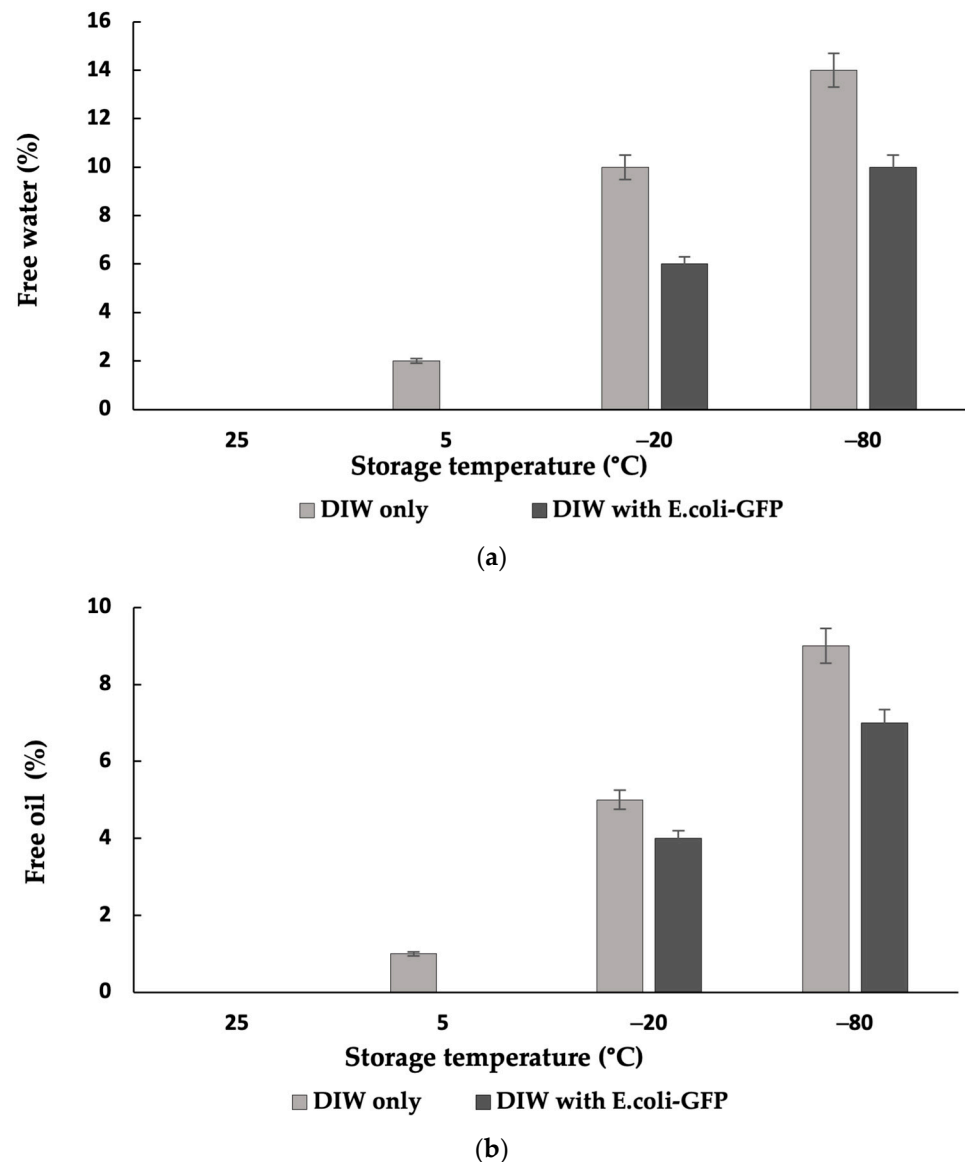 16
14
12
10
8
6
4
2
0
Free water (%)
25 5 –20 –80
Storage temperature (°C)
DIW only DIW with E.coli-GFP
(a)
10
8
6
4
2
0
Free oil (%)
25 5 –20 –80
Storage temperature (°C)
DIW only DIW with E.coli-GFP
(b)